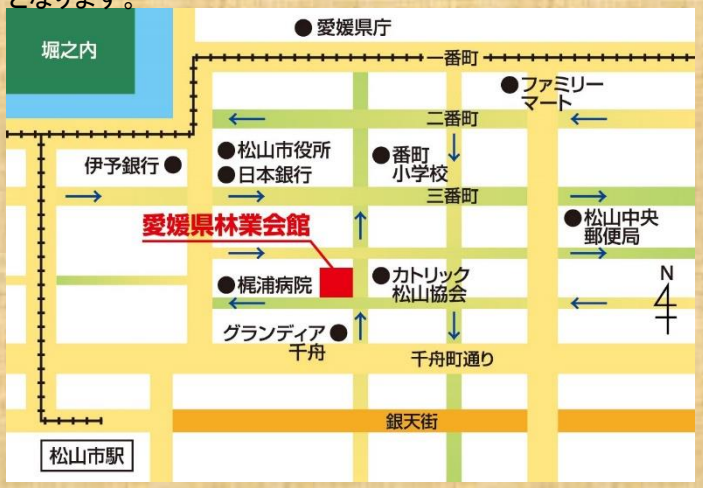 となります。
愛媛県庁
堀之内
一番町
ファミリー
マート
二番町
松山市役所
番町
小学校
伊予銀行
日本銀行
三番町
愛媛県林業会館
松山中央
郵便局
梶浦病院
カトリック
松山協会
N
グランディア
千舟
千舟町通り
銀天街
松山市駅